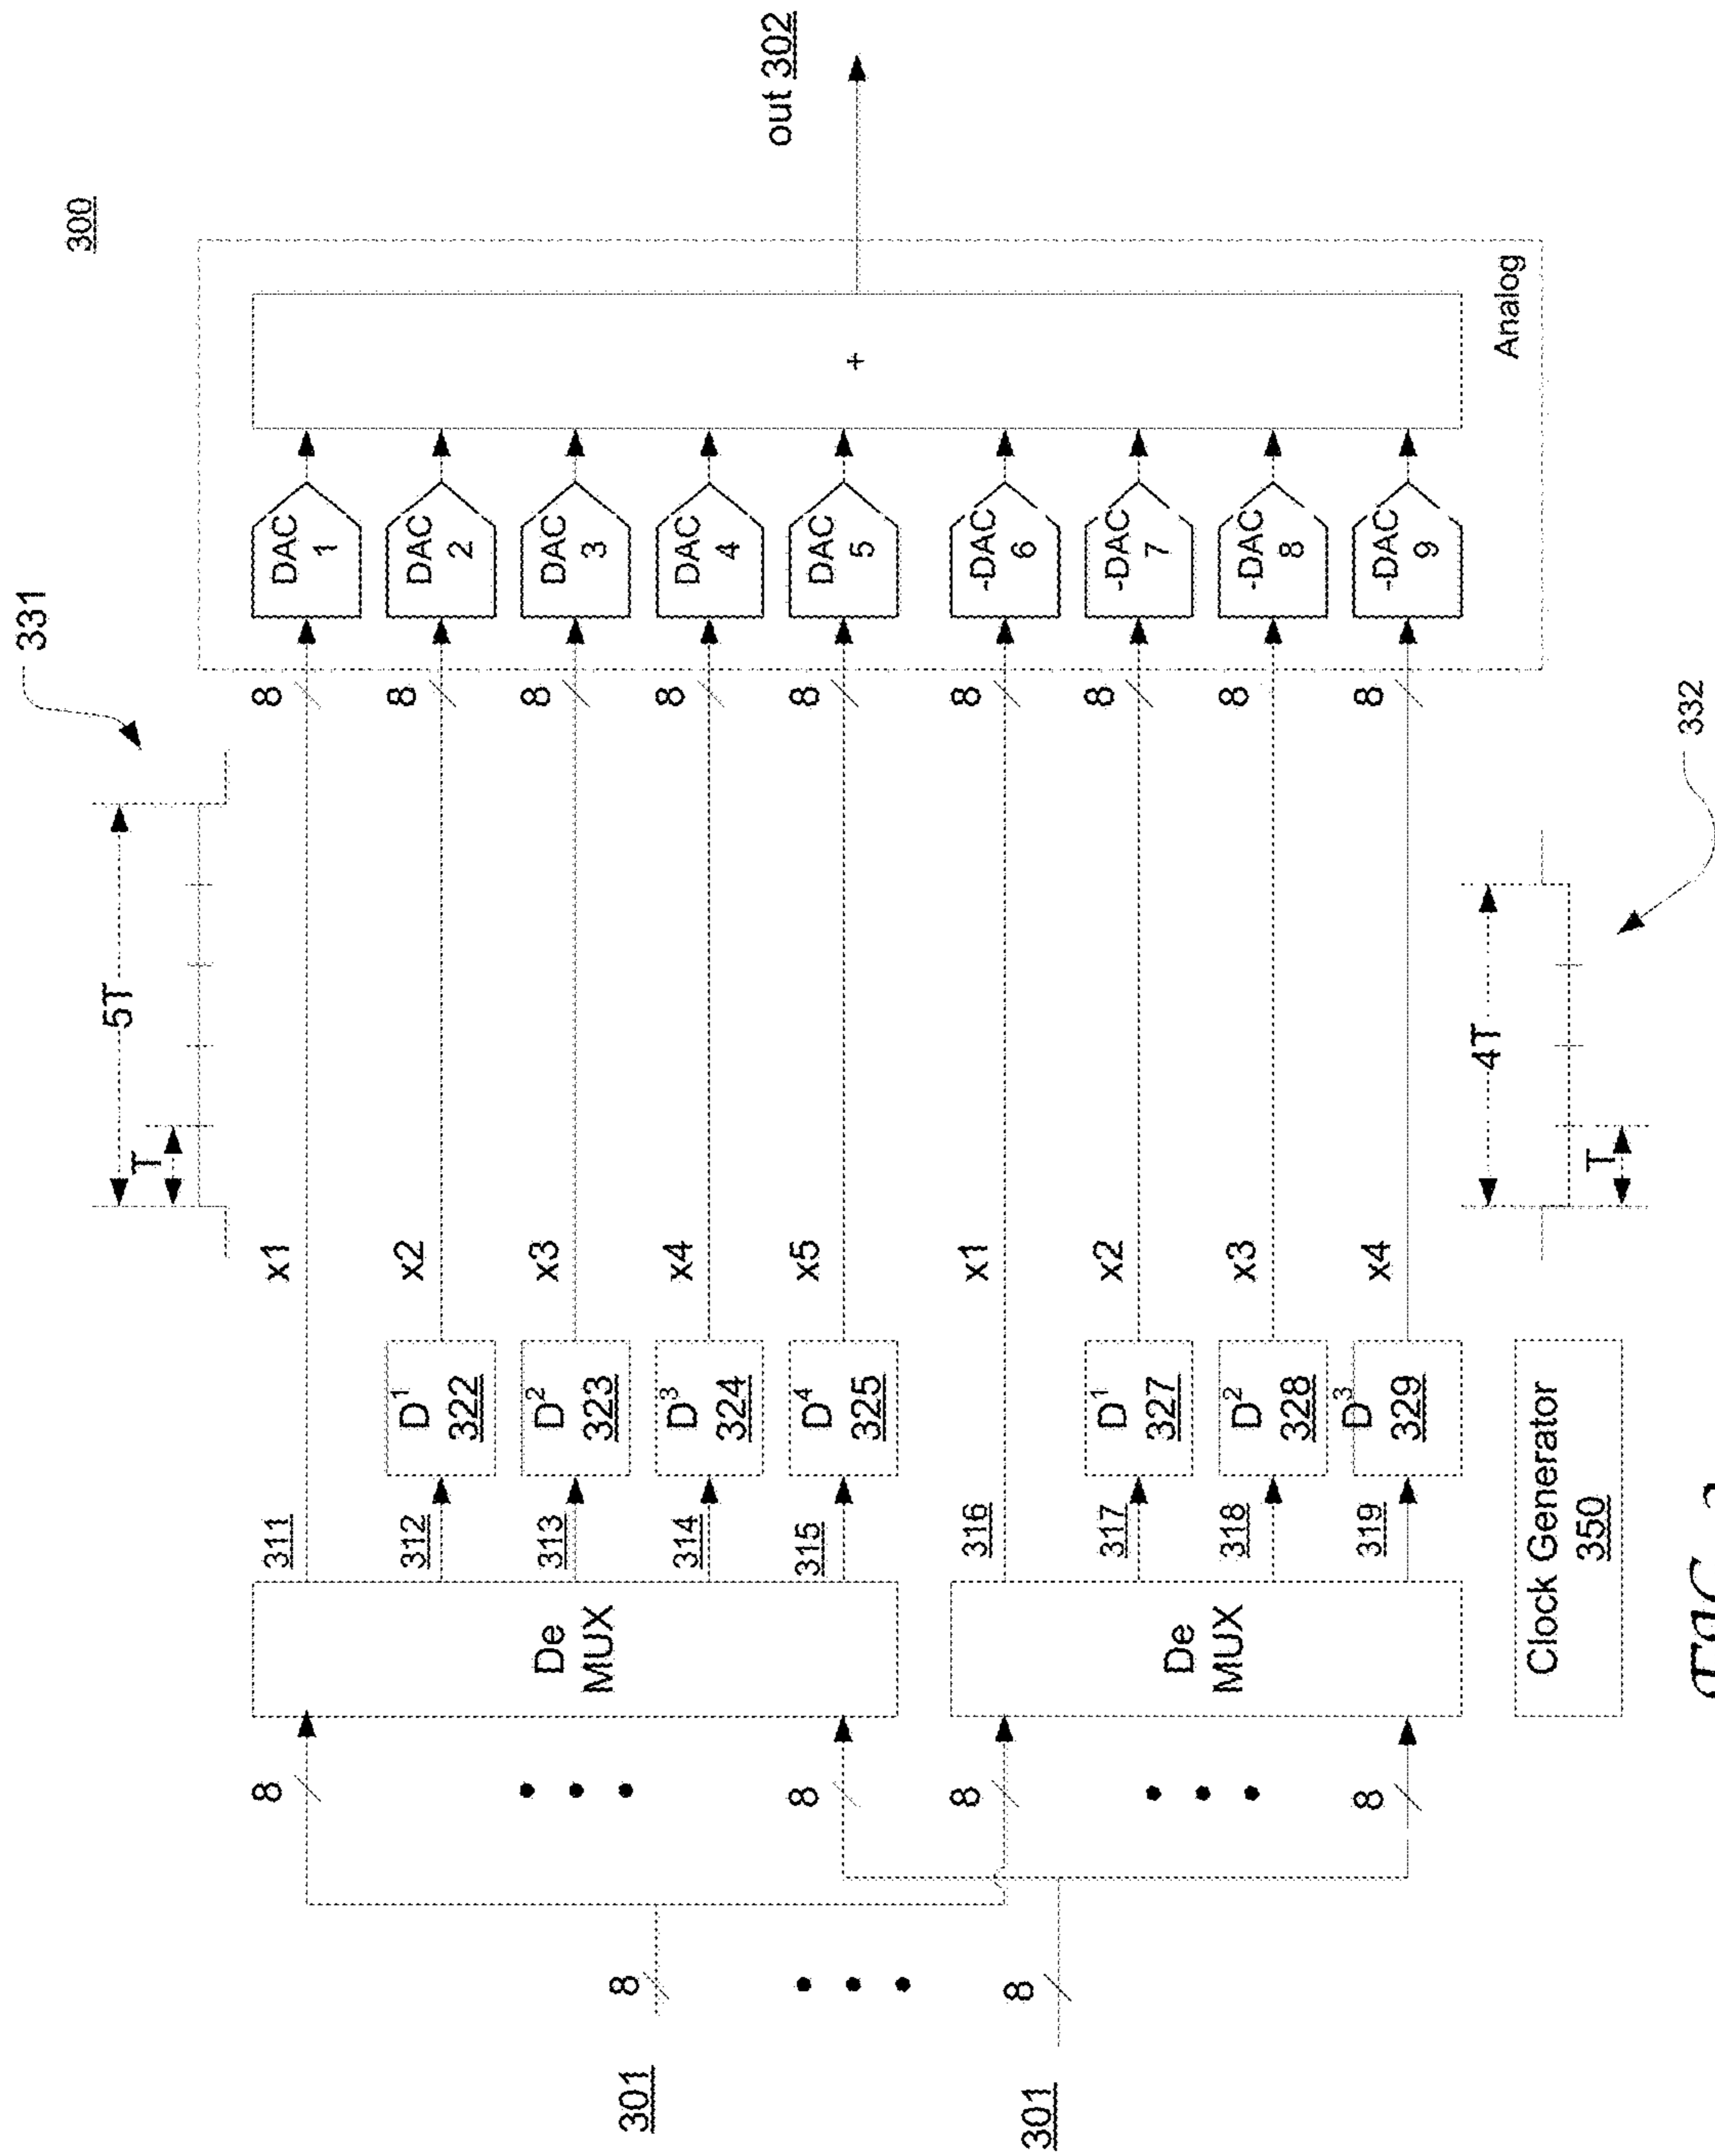 300
331
5T
T
301
8
301
8
8
8
8
8
De
MUX
De
MUX
311
312
313
314
315
316
317
318
319
D1
322
D2
323
D3
324
D4
325
D1
327
D2
328
D3
329
x1
x2
x3
x4
x5
x1
x2
x3
x4
8
8
8
8
8
8
8
8
8
DAC
1
DAC
2
DAC
3
DAC
4
DAC
5
-DAC
6
-DAC
7
-DAC
8
-DAC
9
+
Analog
out 302
4T
T
332
Clock Generator
350